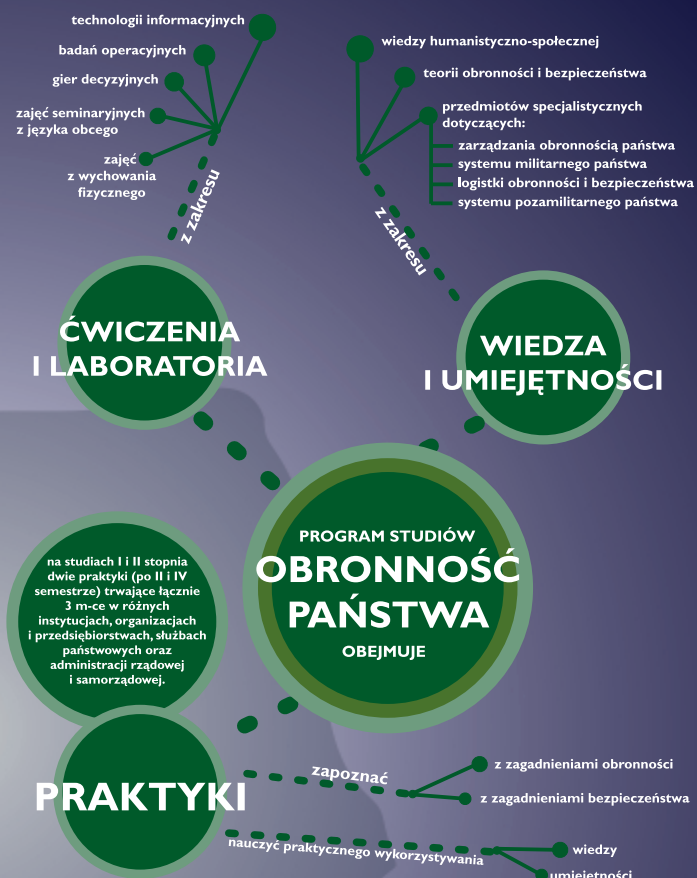 technologii informacyjnych
badań operacyjnych
gier decyzyjnych
zajęć seminaryjnych
z języka obcego
zajęć
z wychowania
fizycznego
z zakresu
ĆWICZENIA
I LABORATORIA
wiedzy humanistyczno-społecznej
teorii obronności i bezpieczeństwa
przedmiotów specjalistycznych
dotyczących:
zarządzania obronnością państwa
systemu militarnego państwa
logistki obronności i bezpieczeństwa
systemu pozamilitarnego państwa
z zakresu
WIEDZA
I UMIEJĘTNOŚCI
PROGRAM STUDIÓW
OBRONNOŚĆ
PAŃSTWA
OBEJMUJE
na studiach I i II stopnia
dwie praktyki (po II i IV
semestrze) trwające łącznie
3 m-ce w różnych
instytucjach, organizacjach
i przedsiębiorstwach, służbach
państwowych oraz
administracji rządowej
i samorządowej.
PRAKTYKI
zapoznać
z zagadnieniami obronności
z zagadnieniami bezpieczeństwa
nauczyć praktycznego wykorzystywania
wiedzy
umiejętności